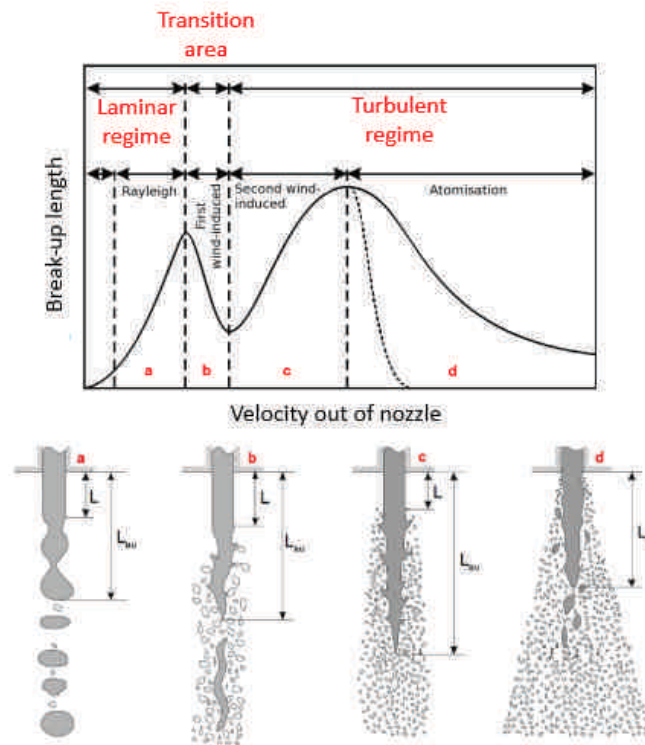 Transition
area
Laminar
regime
Turbulent
regime
Rayleigh
First
wind-induced
Second wind-
induced
Atomisation
Break-up length
a
b
c
d
Velocity out of nozzle
a
b
c
d
L
L
L
L
LBU
LBU
LBU